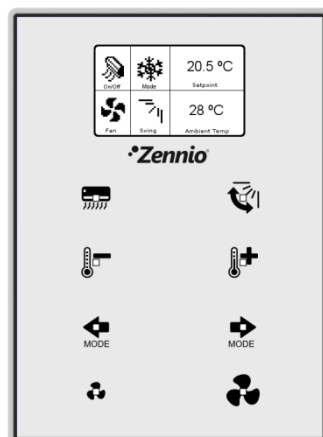 20.5 ºC
On/Off Mode Setpoint
28 ºC
Fan Swing Ambient Temp
Zennio
MODE MODE